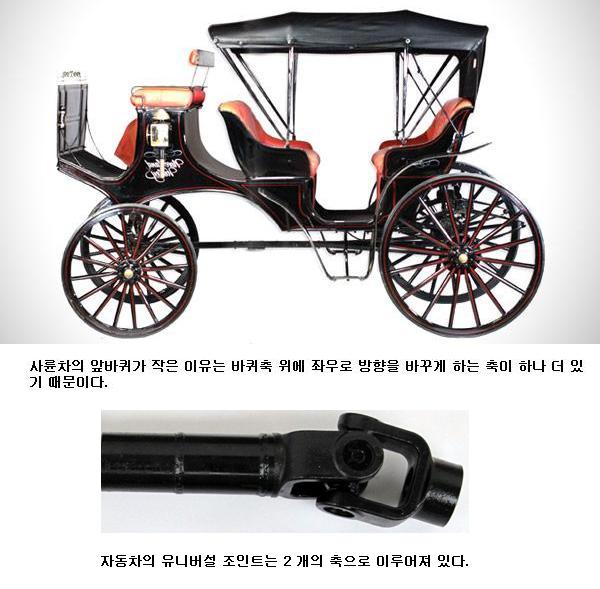 사륜차의 앞바퀴가 작은 이유는 바퀴축 위에 좌우로 방향을 바꾸게 하는 축이 하나 더 있
기 때문이다.
자동차의 유니버설 조인트는 2 개의 축으로 이루어져 있다.